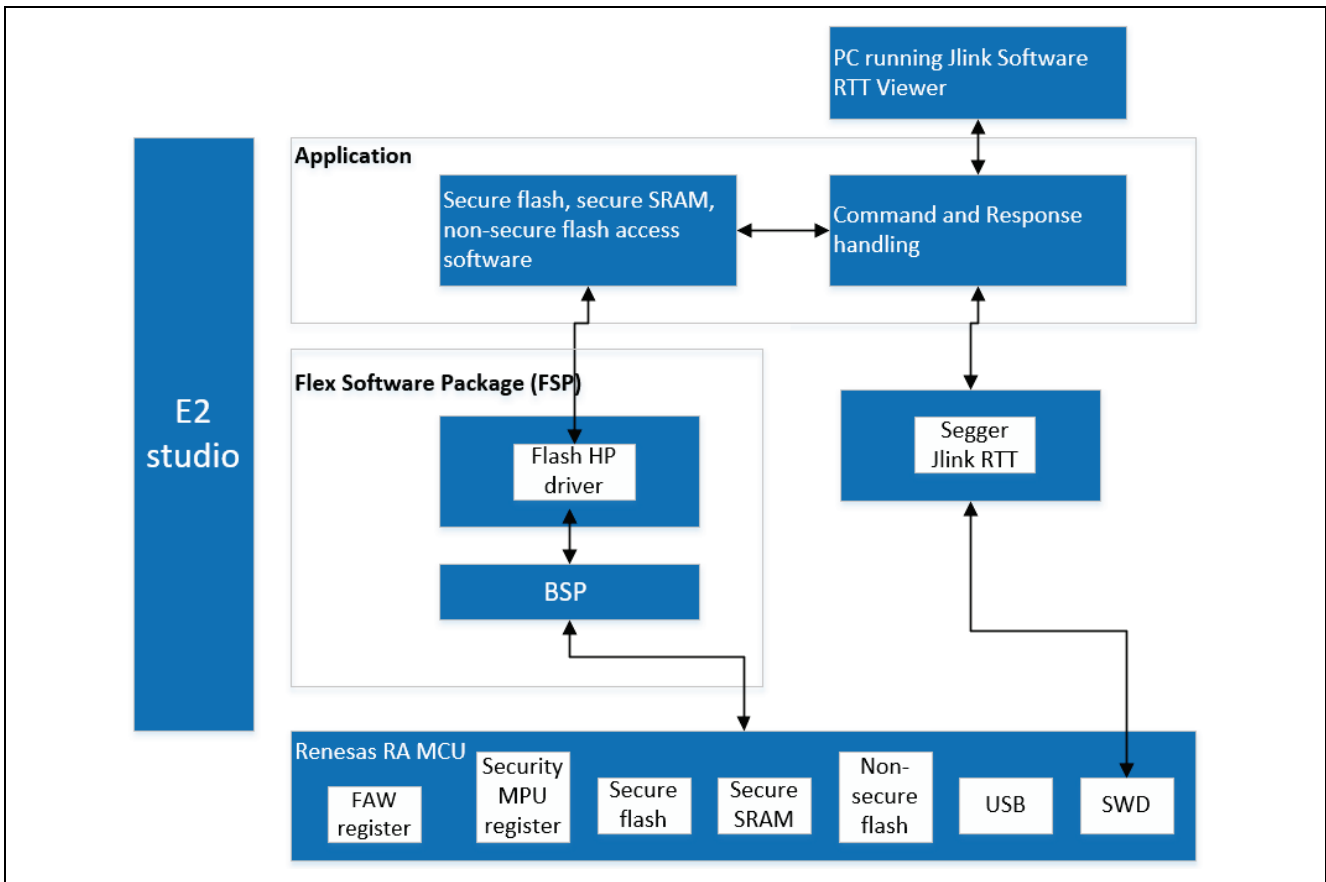 PC running Jlink Software
RTT Viewer
Application
Secure flash, secure SRAM,
non-secure flash access
software
Command and Response
handling
E2
studio
Flex Software Package (FSP)
Flash HP
driver
Segger
Jlink RTT
BSP
Renesas RA MCU
FAW
register
Security
MPU
register
Secure
flash
Secure
SRAM
Non-
secure
flash
USB
SWD